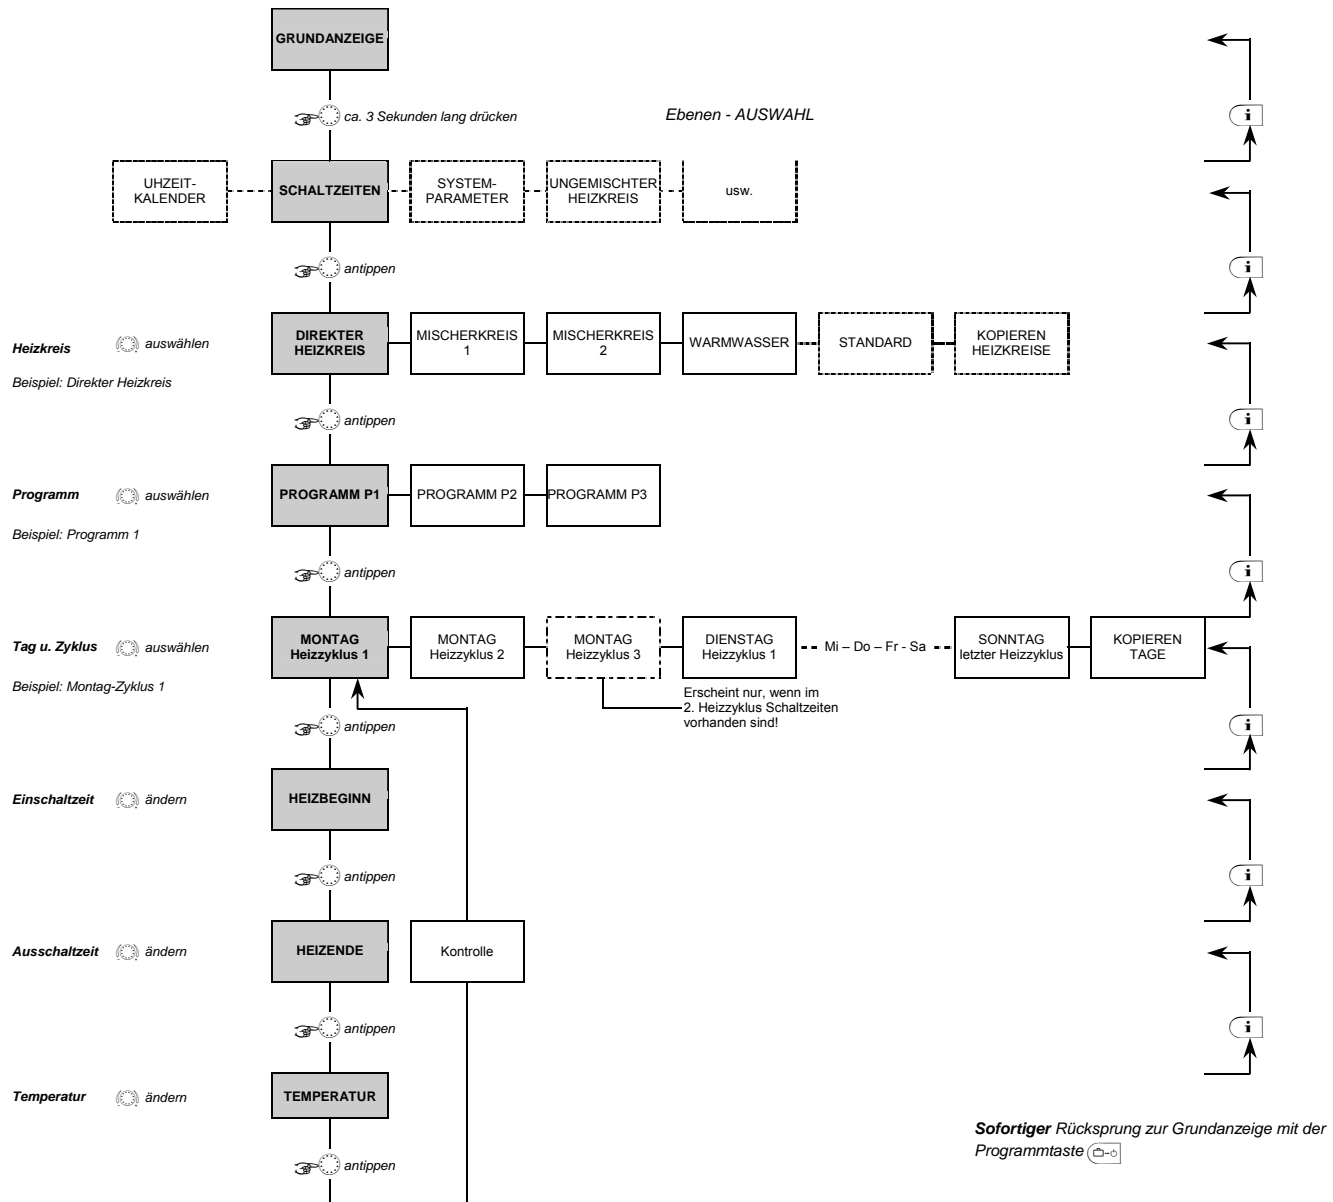 GRUNDANZEIGE
ca. 3 Sekunden lang drücken
Ebenen - AUSWAHL
i
UHZEIT-
KALENDER
SCHALTZEITEN
SYSTEM-
PARAMETER
UNGEMISCHTER
HEIZKREIS
usw.
antippen
i
Heizkreis auswählen
Beispiel: Direkter Heizkreis
DIREKTER
HEIZKREIS
MISCHERKREIS
1
MISCHERKREIS
2
WARMWASSER
STANDARD
KOPIEREN
HEIZKREISE
antippen
i
Programm auswählen
Beispiel: Programm 1
PROGRAMM P1
PROGRAMM P2
PROGRAMM P3
antippen
i
Tag u. Zyklus auswählen
Beispiel: Montag-Zyklus 1
MONTAG
Heizzyklus 1
MONTAG
Heizzyklus 2
MONTAG
Heizzyklus 3
DIENSTAG
Heizzyklus 1
Mi – Do – Fr - Sa
SONNTAG
letzter Heizzyklus
KOPIEREN
TAGE
Erscheint nur, wenn im
2. Heizzyklus Schaltzeiten
vorhanden sind!
antippen
i
Einschaltzeit ändern
HEIZBEGINN
antippen
i
Ausschaltzeit ändern
HEIZENDE
Kontrolle
antippen
i
Temperatur ändern
TEMPERATUR
antippen
Sofortiger Rücksprung zur Grundanzeige mit der
Programmtaste